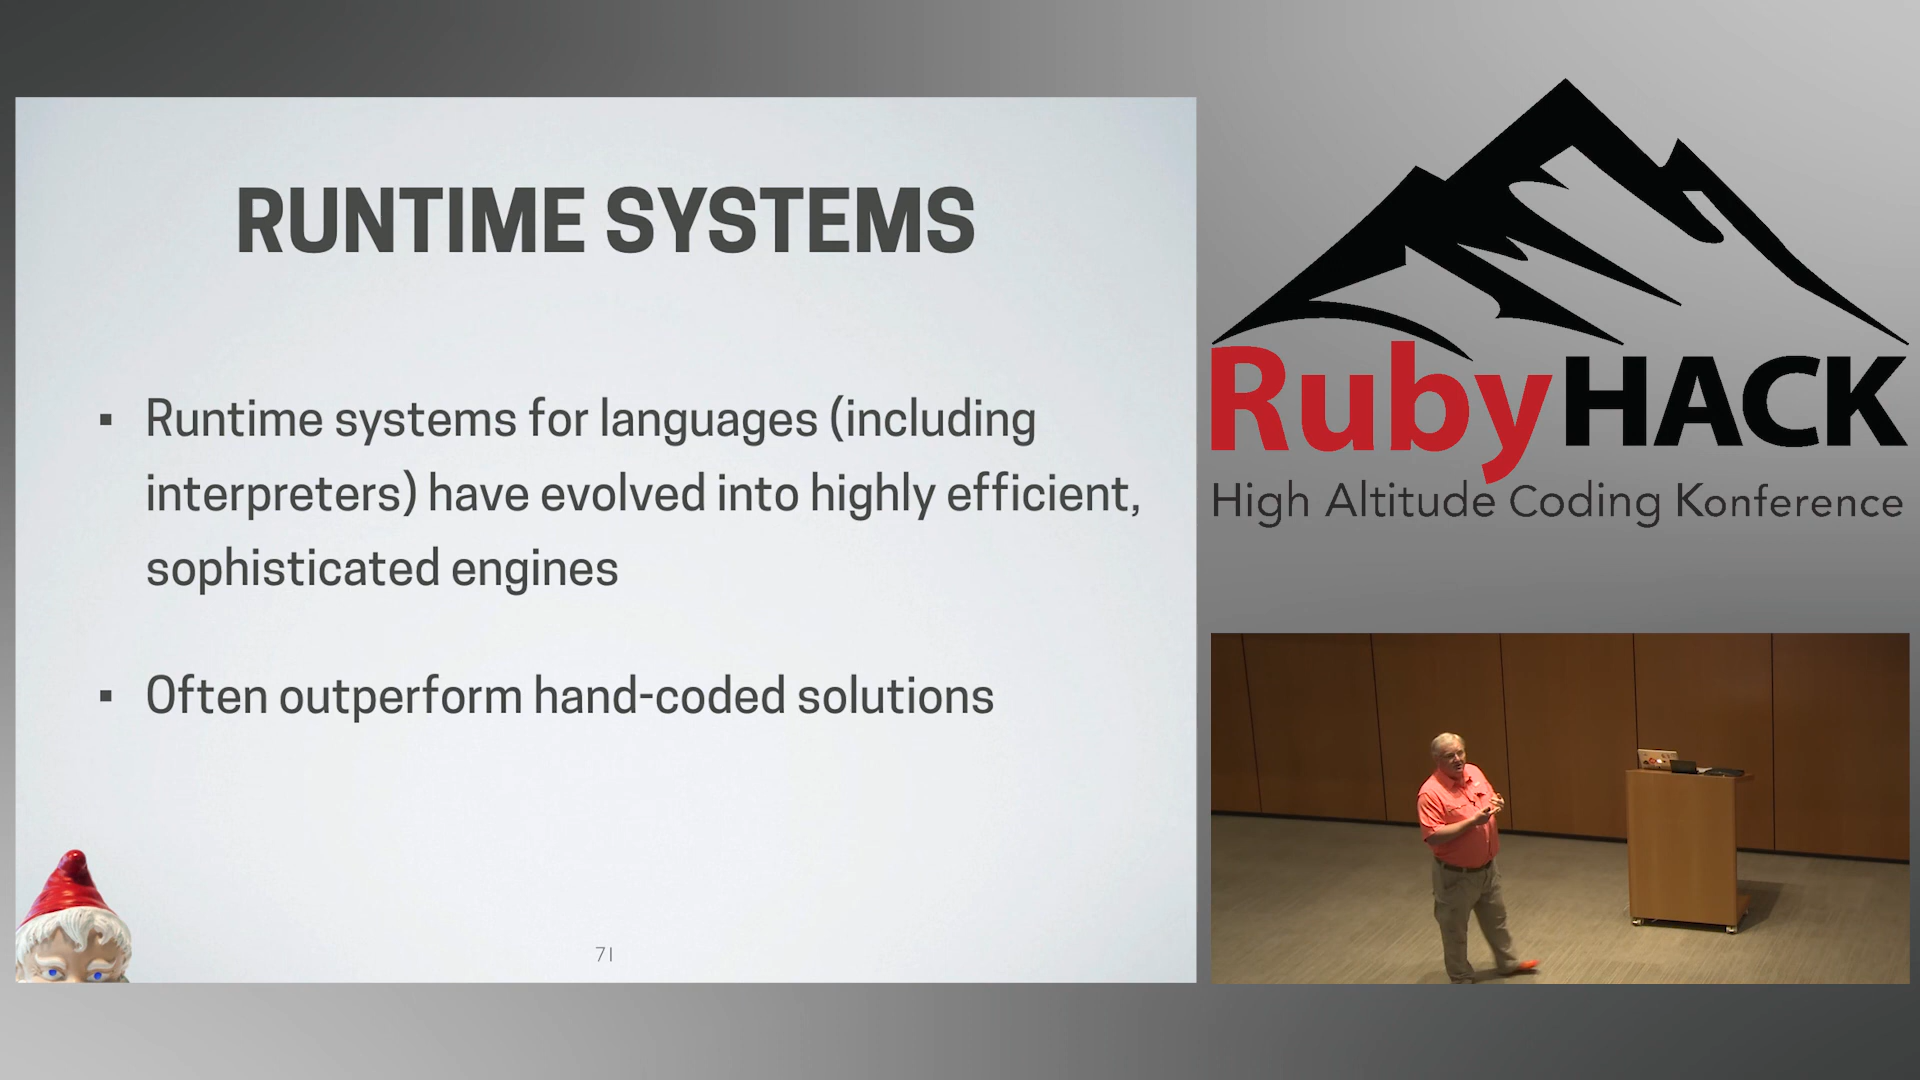 RUNTIME SYSTEMS
▪ Runtime systems for languages (including
interpreters) have evolved into highly efficient,
sophisticated engines
▪ Often outperform hand-coded solutions
71
RubyHACK
High Altitude Coding Konference